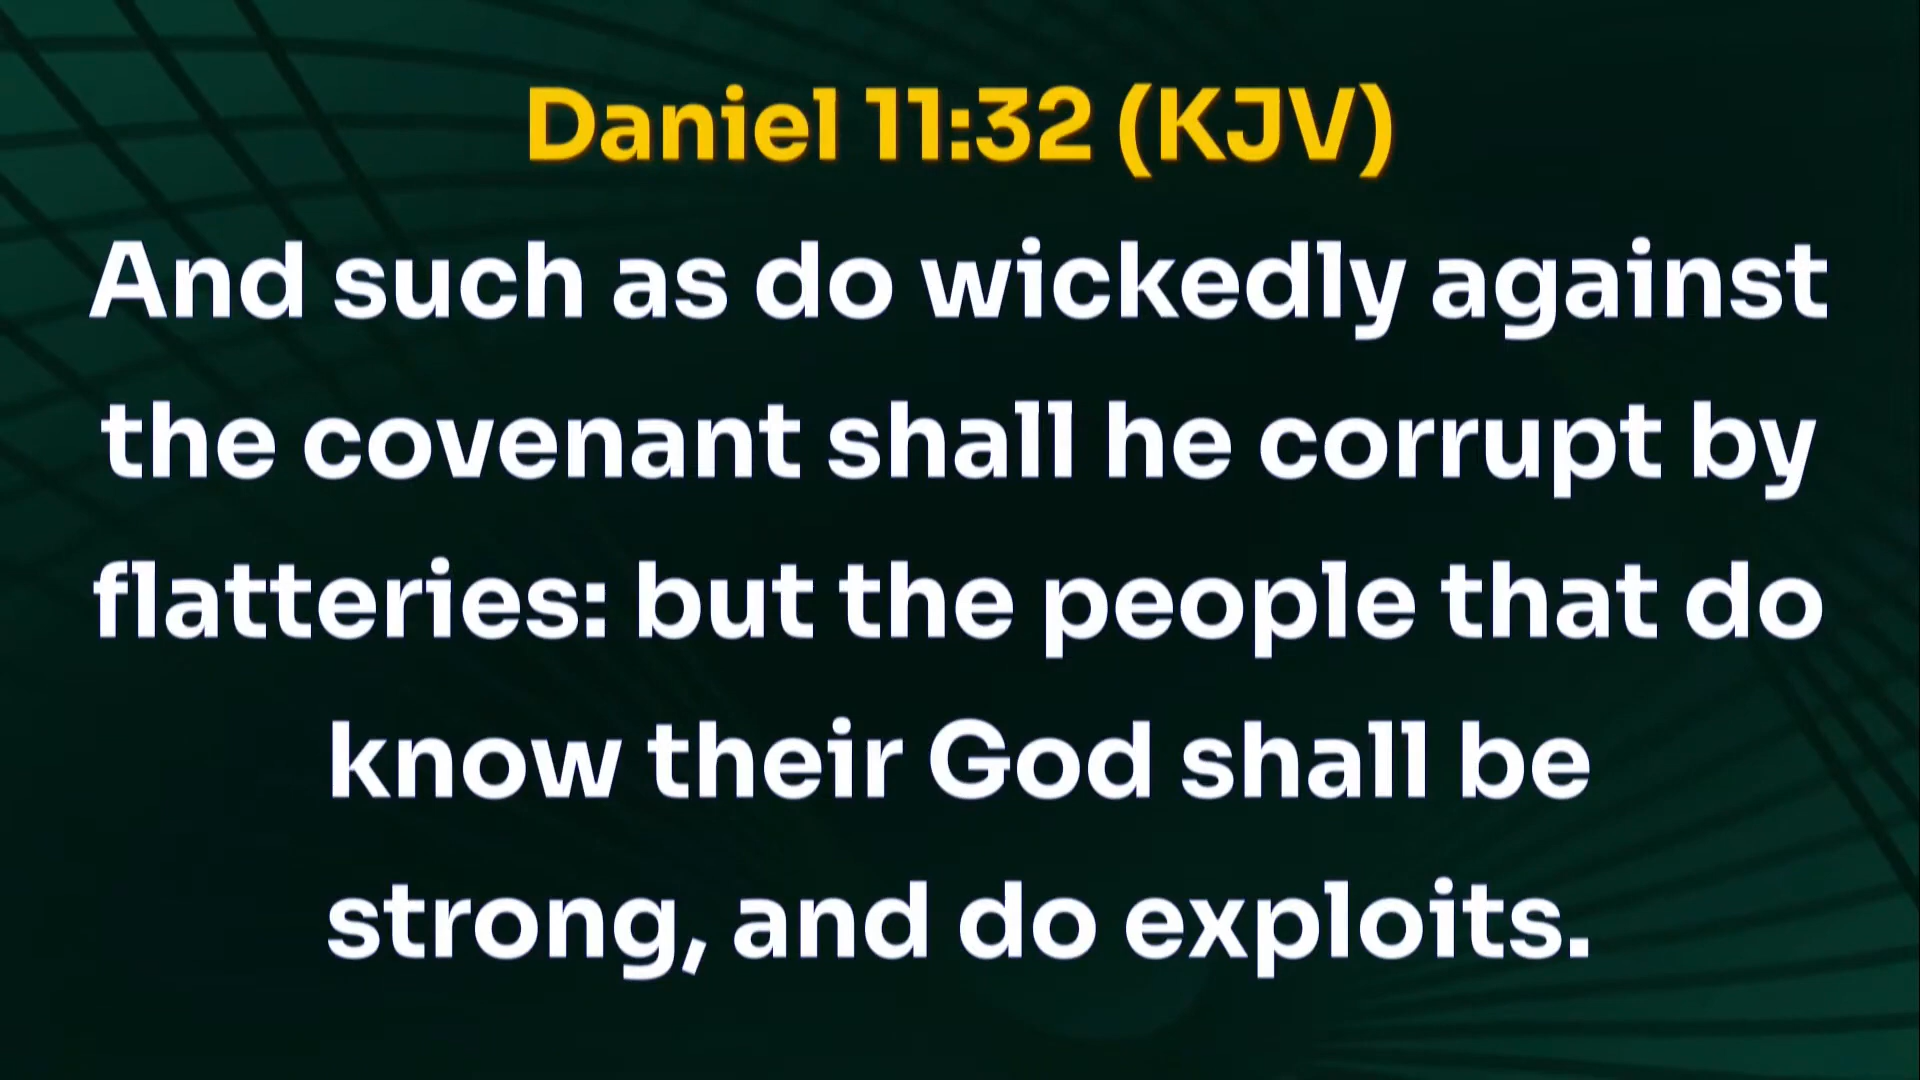 Daniel 11:32 (KJV)
And such as do wickedly against
the covenant shall he corrupt by
flatteries: but the people that do
know their God shall be
strong, and do exploits.